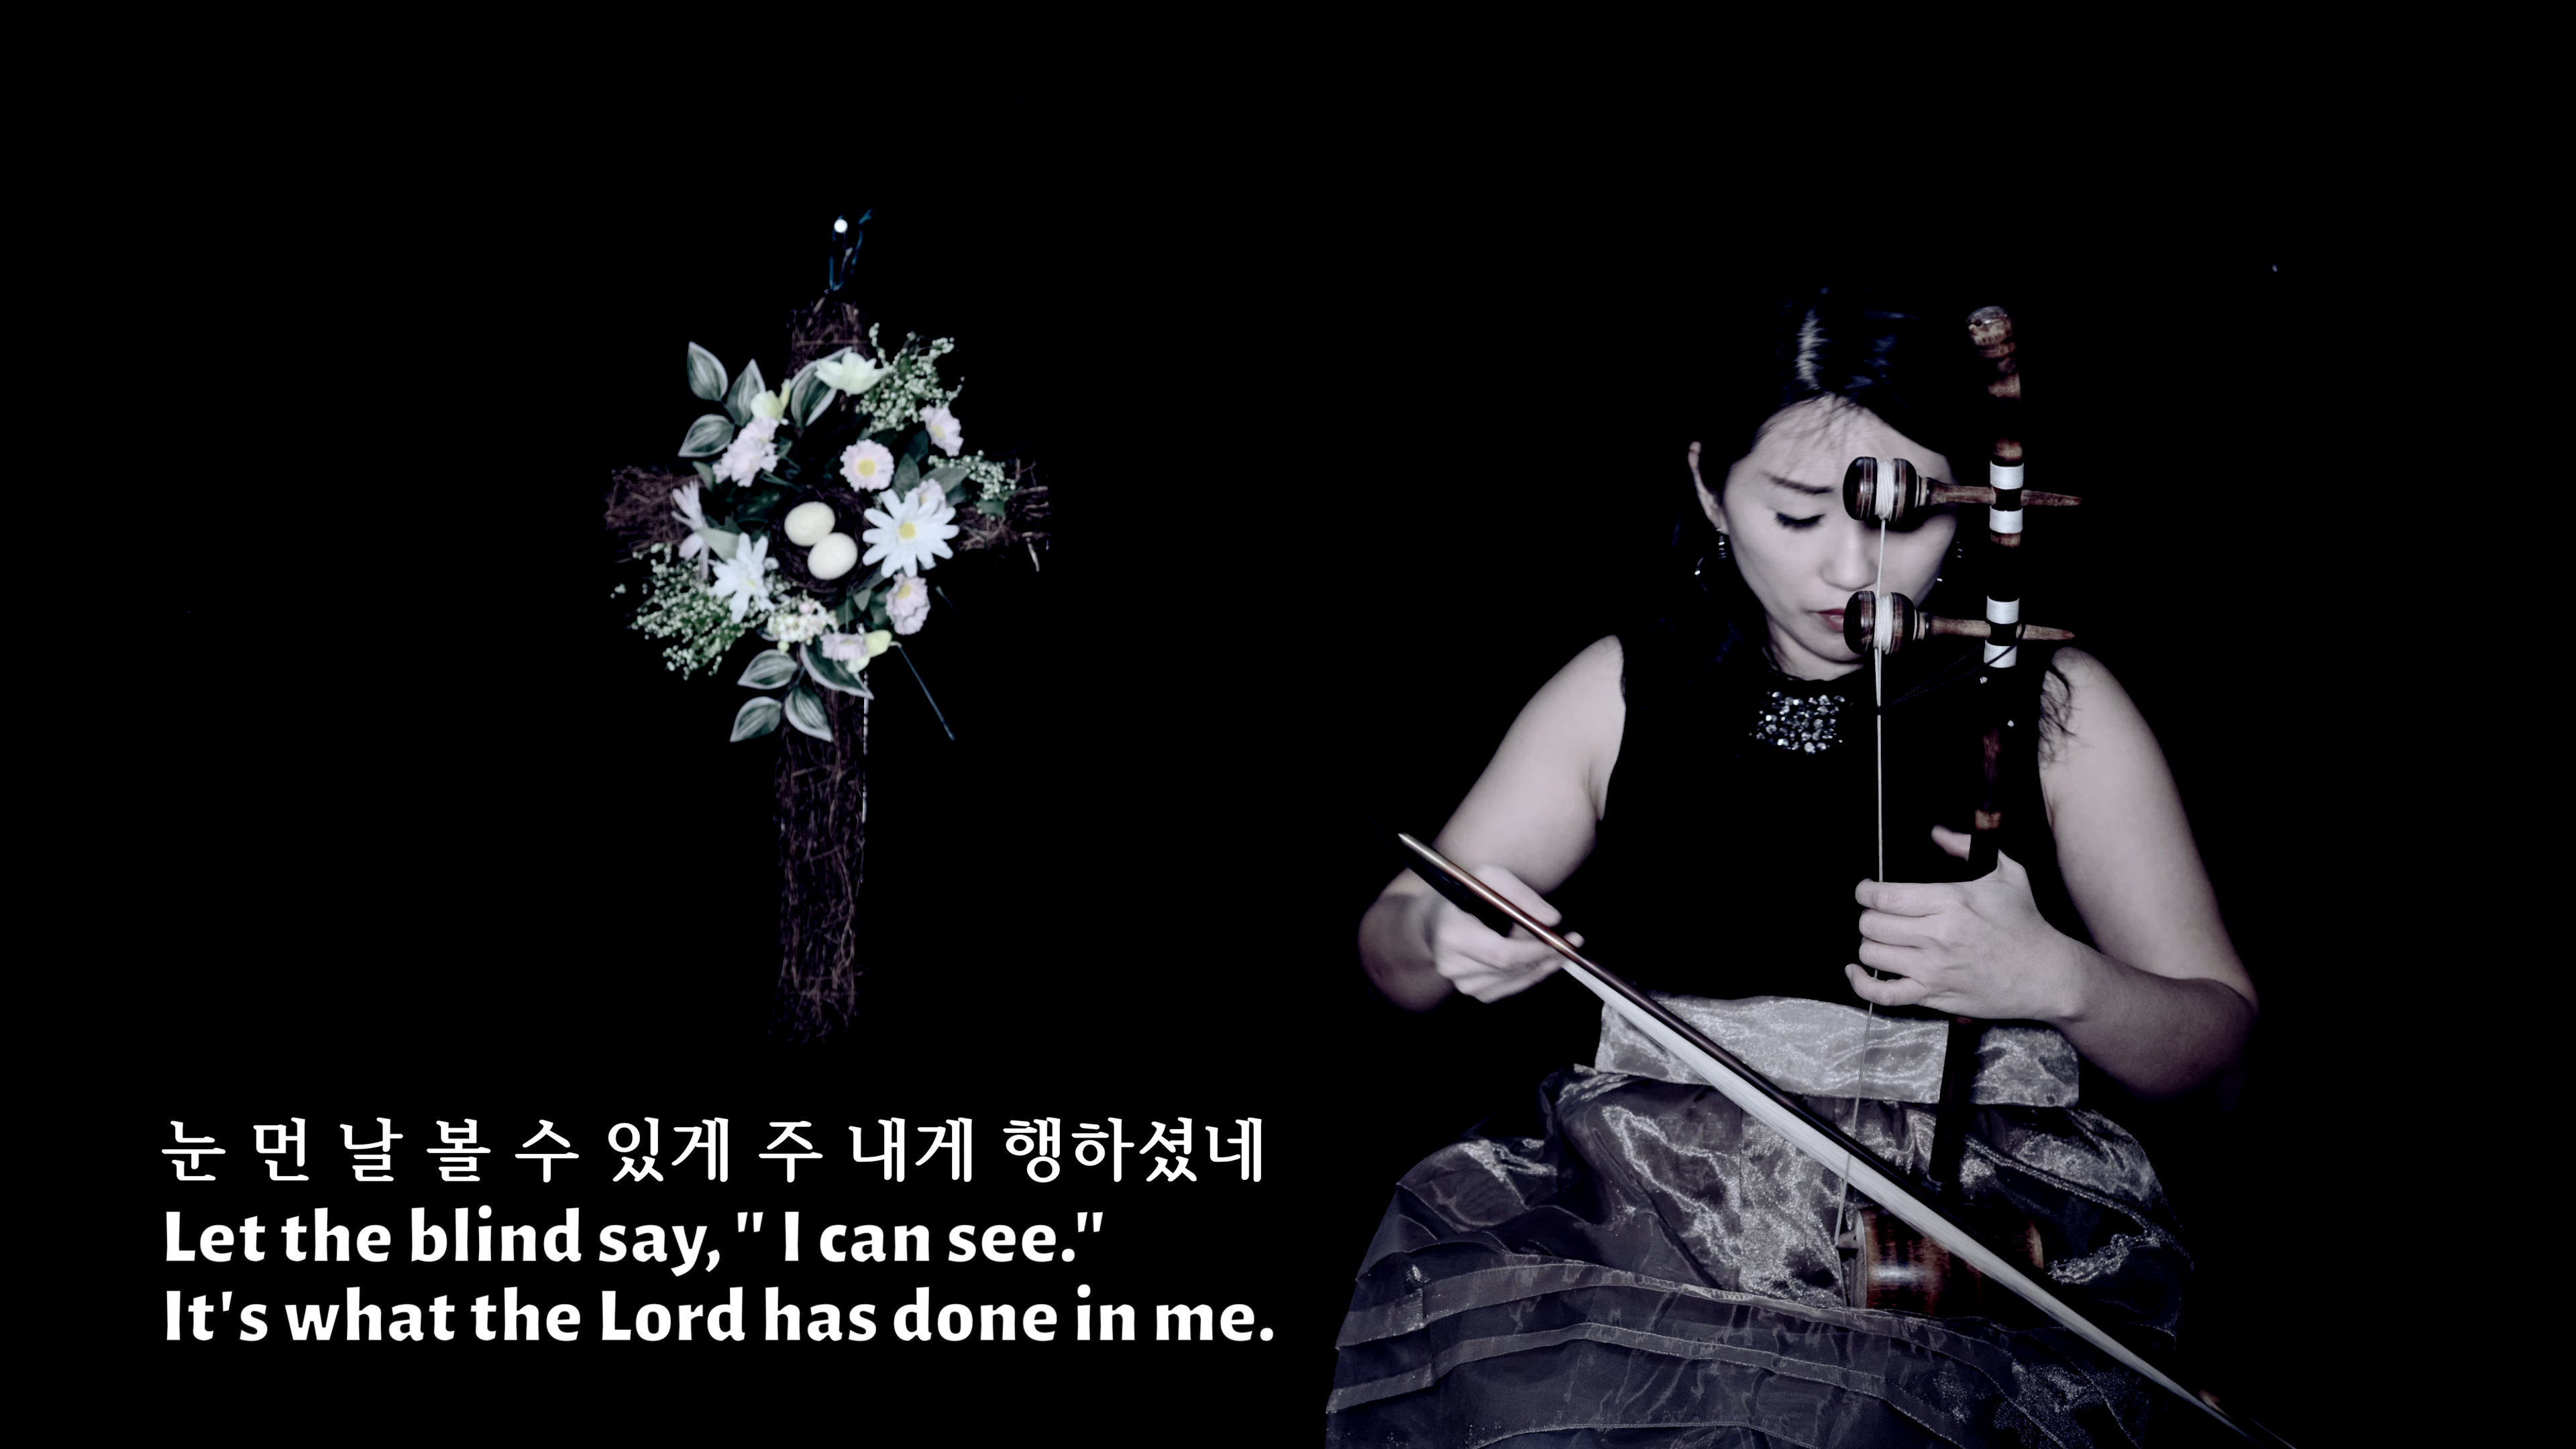 눈 먼 날 볼 수 있게 주 내게 행하셨네
Let the blind say, " I can see."
It's what the Lord has done in me.